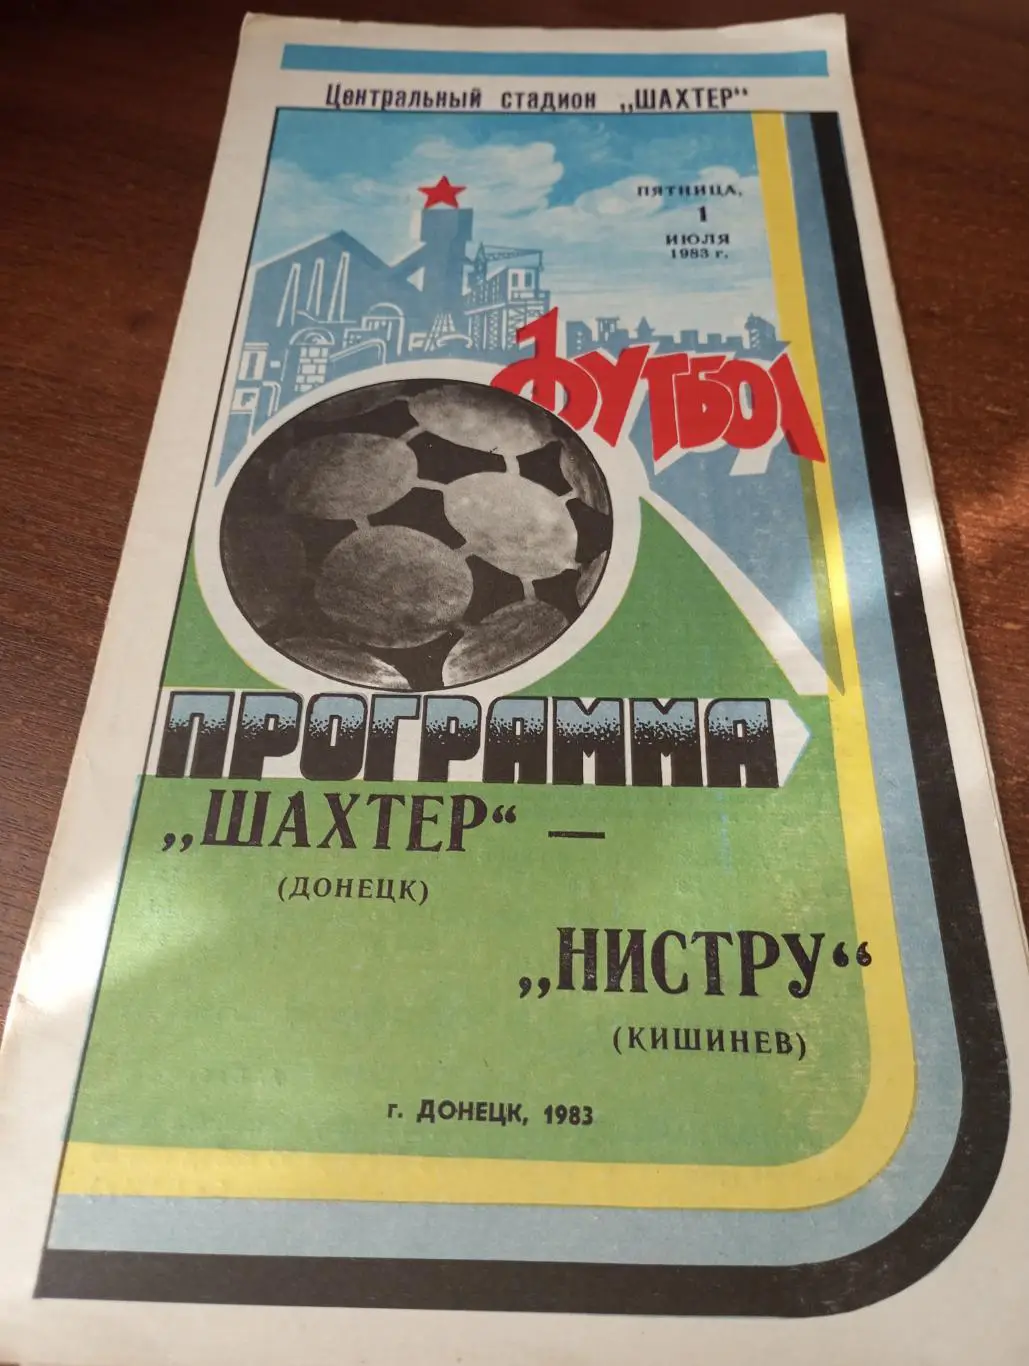 Центральный стадион „ШАХТЕР"
ПЯТНИЦА,
1
ИЮЛЯ
1983 г.
ФУТБОЛ
ПРОГРАММА
„ШАХТЕР“ —
(ДОНЕЦК)
„НИСТРУ“
(КИШИНЕВ)
г. ДОНЕЦК, 1983